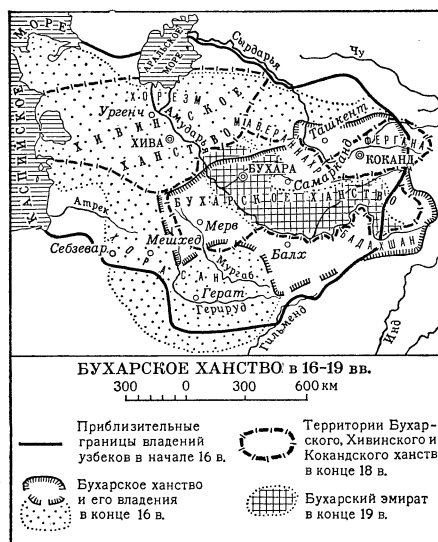 МОРЕ
КАСПИЙСКОЕ
АРАЛЬСКОЕ МОРЕ
Сырдарья
Чу
ХОРЕЗМ
Ургенч
ХИВА
ХИВИНСКОЕ
ХАНСТВО
Амударья
МАВЕРАННАХР
Ташкент
ФЕРГАНА
КОКАНД
Самарканд
БУХАРА
БУХАРСКОЕ ХАНСТВО
БАДАХШАН
Атрек
Мерв
Себзевар
Мешхед
Балх
ХОРАСАН
Мургаб
Герат
Герируд
Гильменд
Инд
БУХАРСКОЕ ХАНСТВО в 16-19 вв.
300 0 300 600 км
Приблизительные
границы владений
узбеков в начале 16 в.
Бухарское ханство
и его владения
в конце 16 в.
Территории Бухар-
ского, Хивинского и
Кокандского ханств
в конце 18 в.
Бухарский эмират
в конце 19 в.